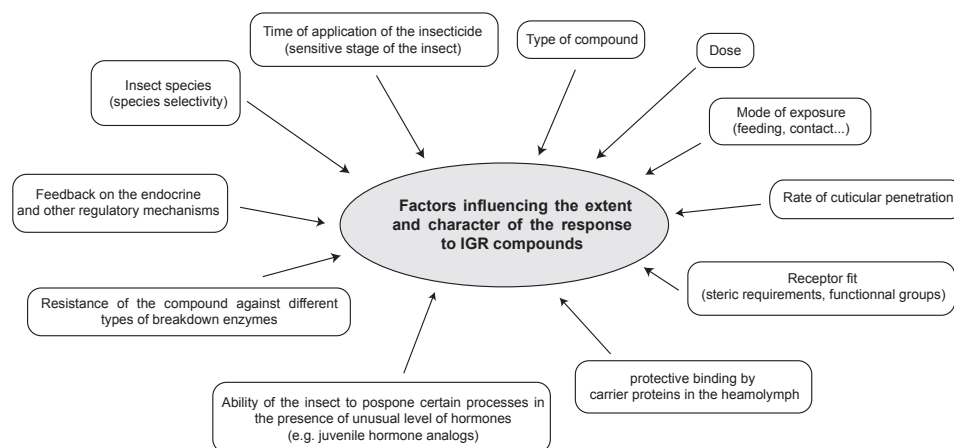 Time of application of the insecticide
(sensitive stage of the insect)
Type of compound
Dose
Insect species
(species selectivity)
Mode of exposure
(feeding, contact...)
Feedback on the endocrine
and other regulatory mechanisms
Factors influencing the extent
and character of the response
to IGR compounds
Rate of cuticular penetration
Resistance of the compound against different
types of breakdown enzymes
Receptor fit
(steric requirements, functionnal groups)
Ability of the insect to pospone certain processes in
the presence of unusual level of hormones
(e.g. juvenile hormone analogs)
protective binding by
carrier proteins in the heamolymph